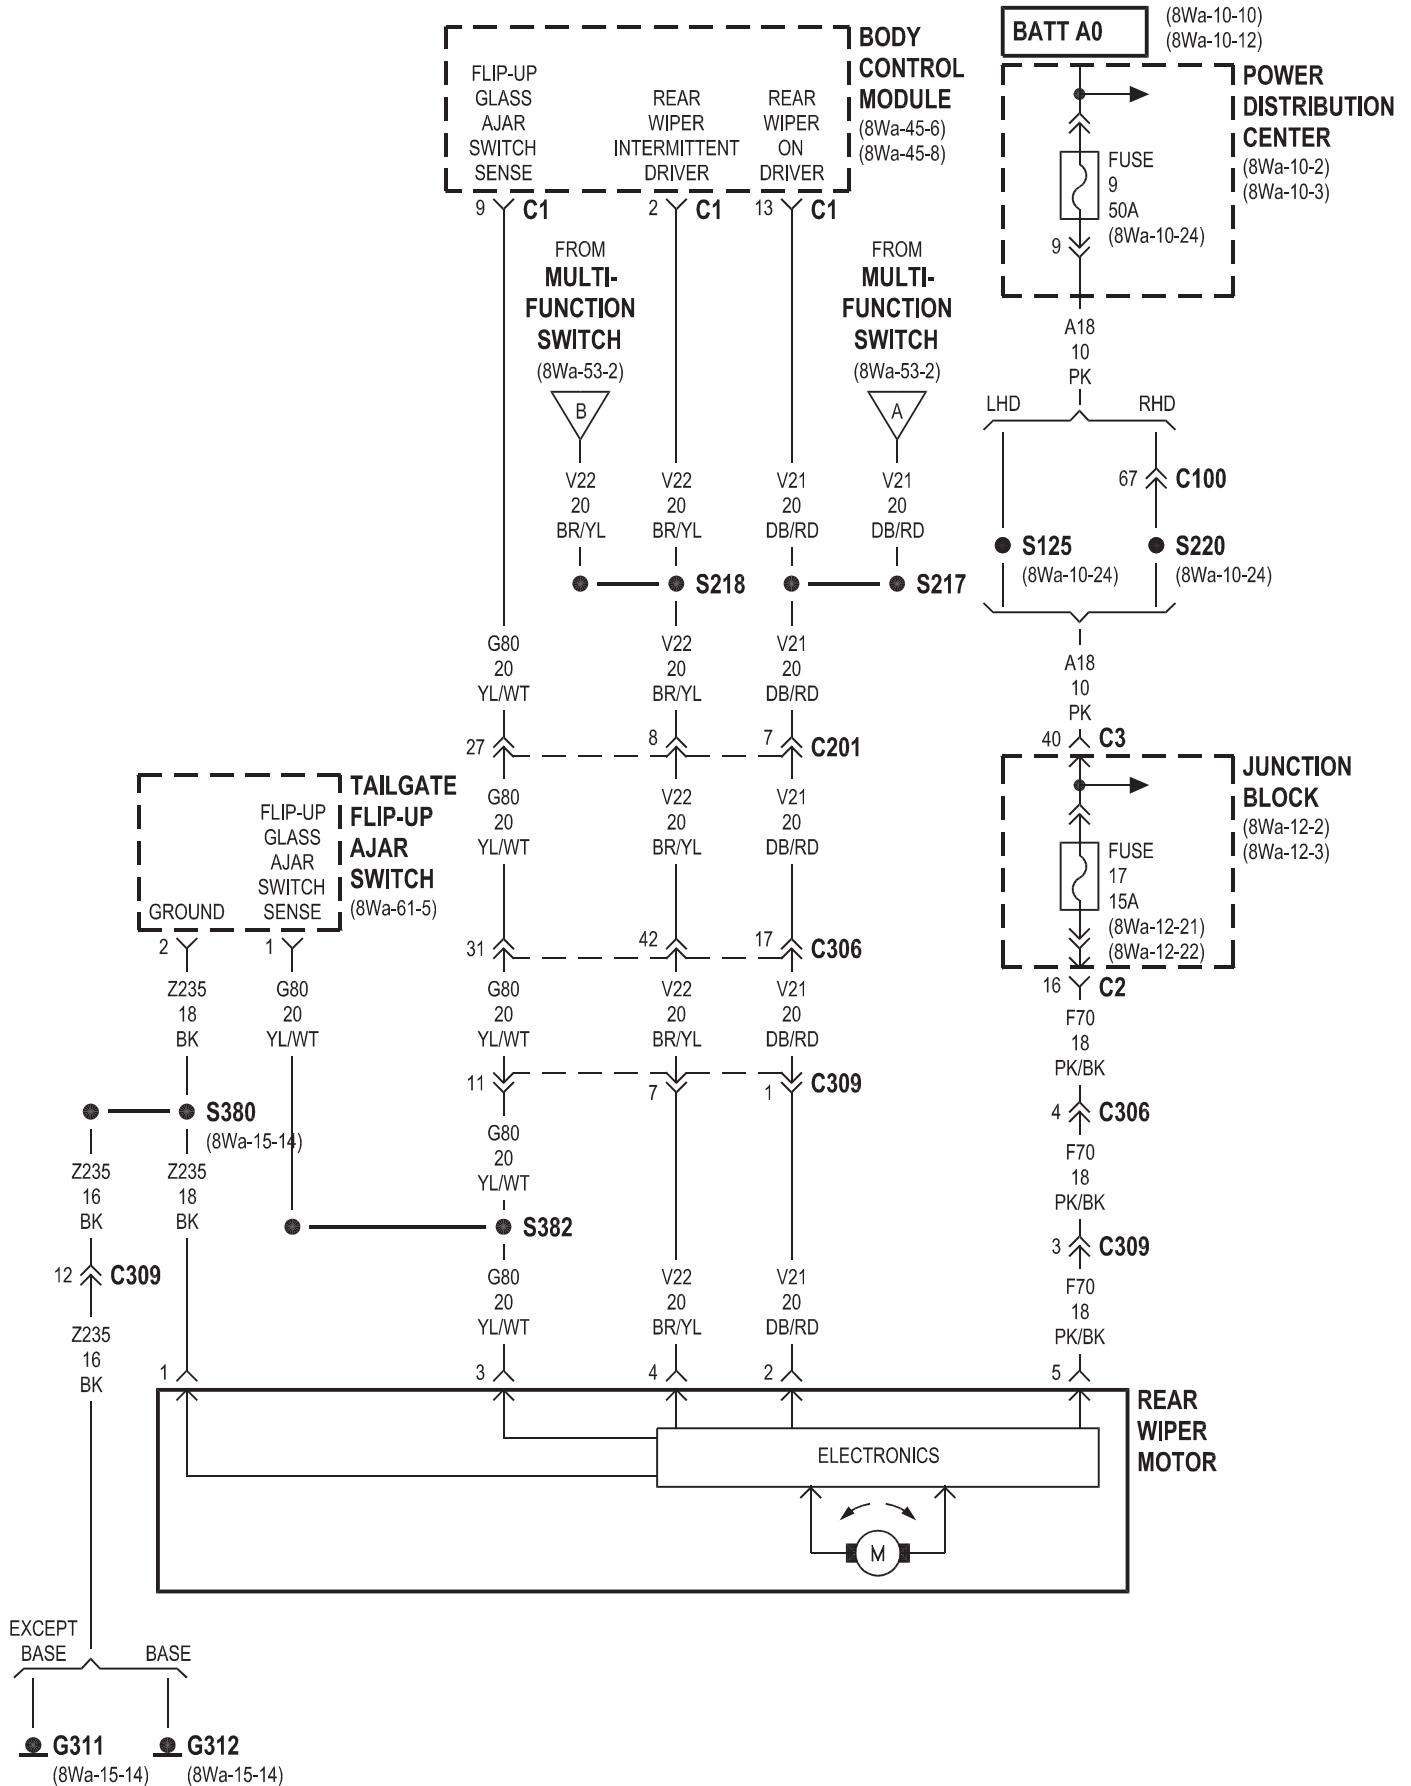 BATT A0
(8Wa-10-10)
(8Wa-10-12)
BODY
CONTROL
MODULE
(8Wa-45-6)
(8Wa-45-8)
FLIP-UP
GLASS
AJAR
SWITCH
SENSE
REAR
WIPER
INTERMITTENT
DRIVER
REAR
WIPER
ON
DRIVER
POWER
DISTRIBUTION
CENTER
(8Wa-10-2)
(8Wa-10-3)
FUSE
9
50A
(8Wa-10-24)
9
9 C1
2 C1
13 C1
FROM
MULTI-
FUNCTION
SWITCH
(8Wa-53-2)
B
FROM
MULTI-
FUNCTION
SWITCH
(8Wa-53-2)
A
A18
10
PK
LHD
RHD
67 C100
S125
(8Wa-10-24)
S220
(8Wa-10-24)
V22
20
BR/YL
V22
20
BR/YL
V21
20
DB/RD
V21
20
DB/RD
S218
S217
G80
20
YL/WT
V22
20
BR/YL
V21
20
DB/RD
A18
10
PK
27
8
7
C201
40 C3
JUNCTION
BLOCK
(8Wa-12-2)
(8Wa-12-3)
FUSE
17
15A
(8Wa-12-21)
(8Wa-12-22)
16 C2
TAILGATE
FLIP-UP
AJAR
SWITCH
(8Wa-61-5)
FLIP-UP
GLASS
AJAR
SWITCH
SENSE
GROUND
2
1
G80
20
YL/WT
V22
20
BR/YL
V21
20
DB/RD
31
42
17
C306
Z235
18
BK
G80
20
YL/WT
G80
20
YL/WT
V22
20
BR/YL
V21
20
DB/RD
F70
18
PK/BK
11
7
1
C309
4 C306
S380
(8Wa-15-14)
Z235
16
BK
Z235
18
BK
G80
20
YL/WT
F70
18
PK/BK
S382
3 C309
12 C309
G80
20
YL/WT
V22
20
BR/YL
V21
20
DB/RD
F70
18
PK/BK
Z235
16
BK
1
3
4
2
5
REAR
WIPER
MOTOR
ELECTRONICS
M
EXCEPT
BASE
BASE
G311
(8Wa-15-14)
G312
(8Wa-15-14)